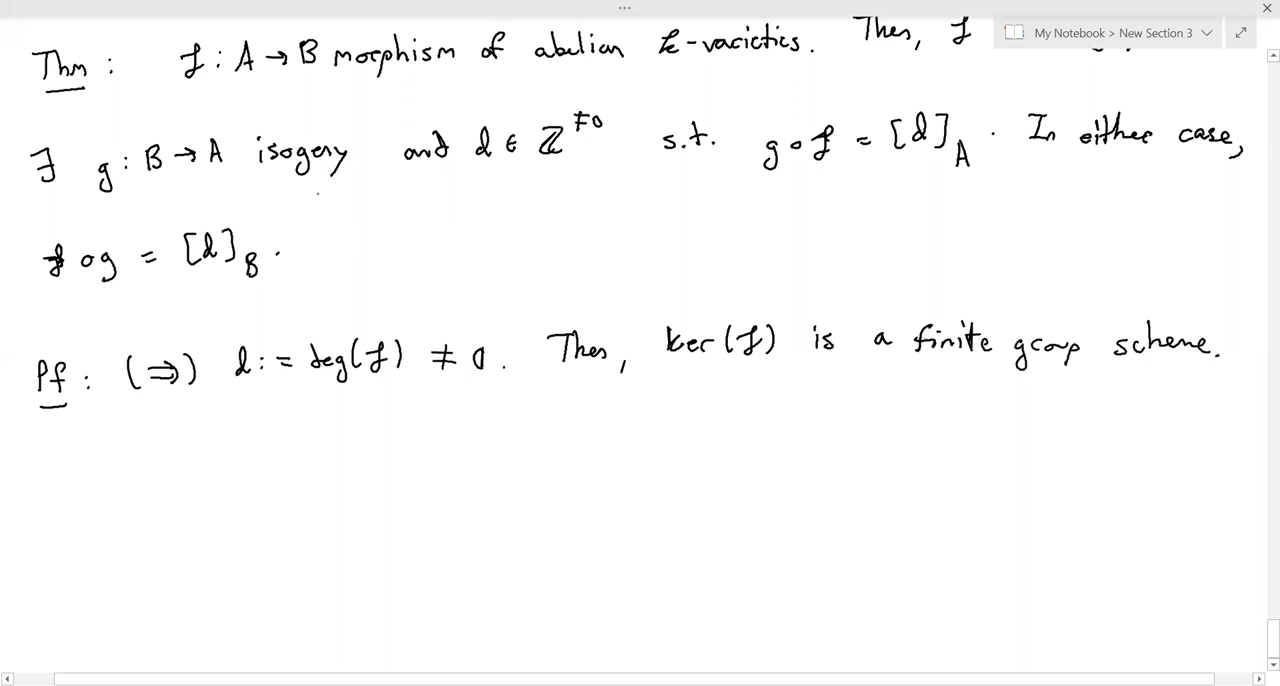 My Notebook > New Section 3
Thm : f : A → B morphism of abelian k-varieties. Then, f
∃ g : B → A isogeny and d ∈ ℤ^{≠0} s.t. g ∘ f = [d]_A. In either case,
f ∘ g = [d]_B.
Pf : (⇒) d := deg(f) ≠ 0. Then, ker(f) is a finite group scheme.